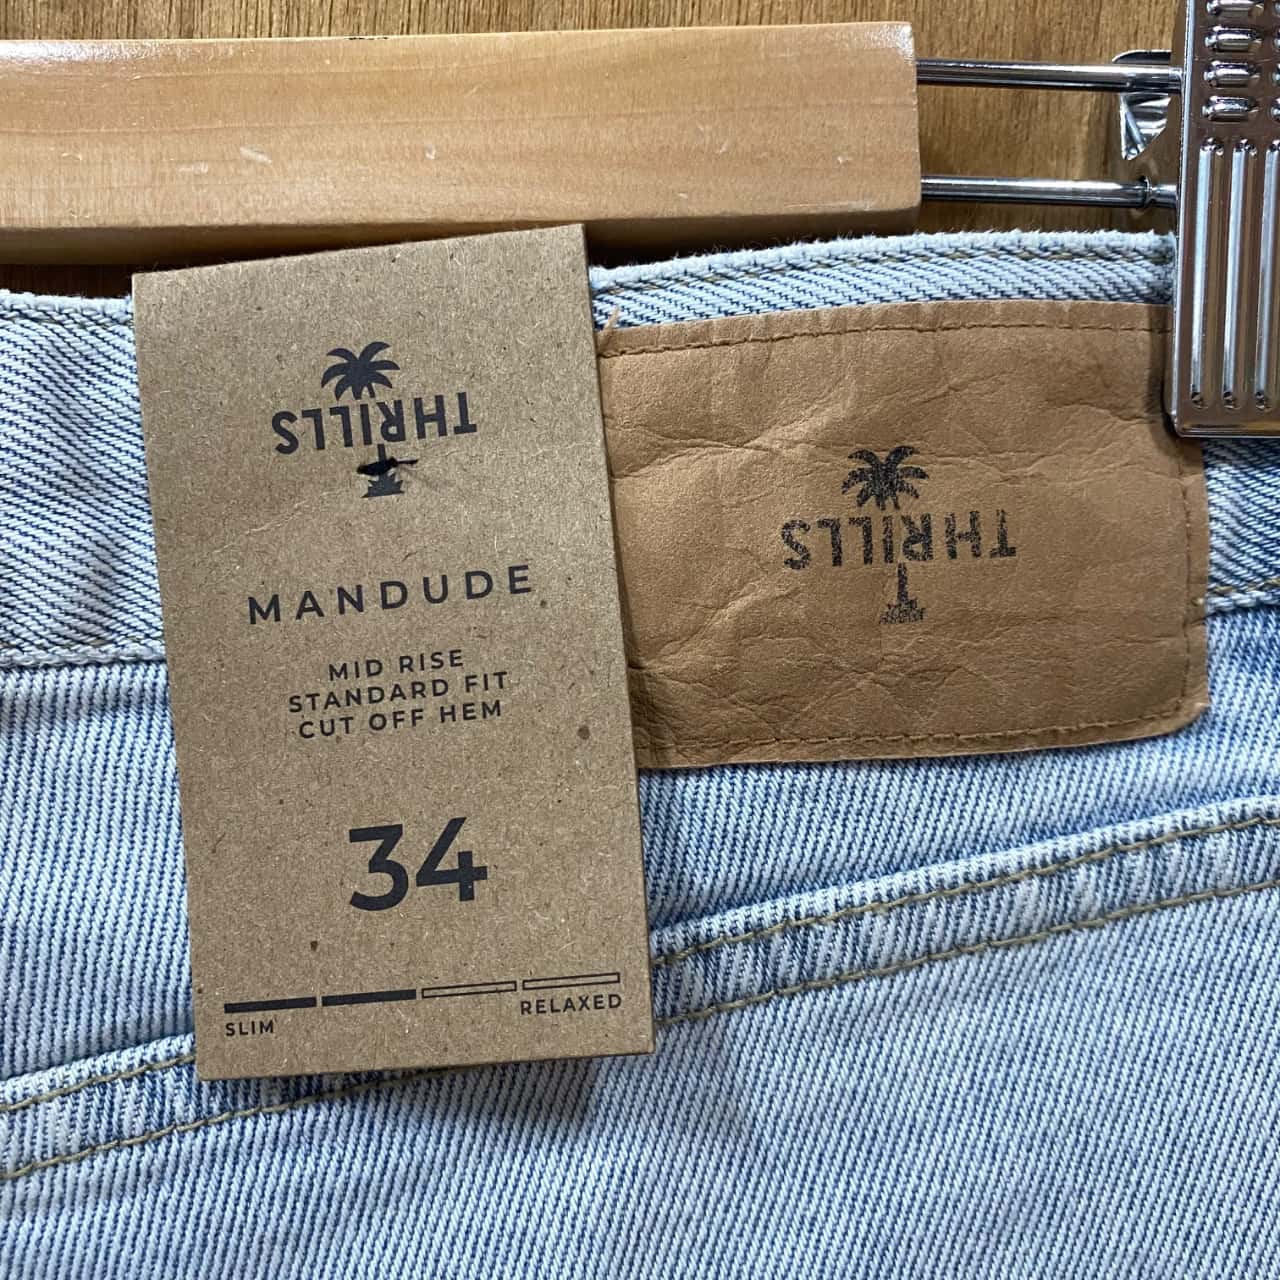 THRILLS
MANDUDE
MID RISE
STANDARD FIT
CUT OFF HEM
34
SLIM
RELAXED
THRILLS